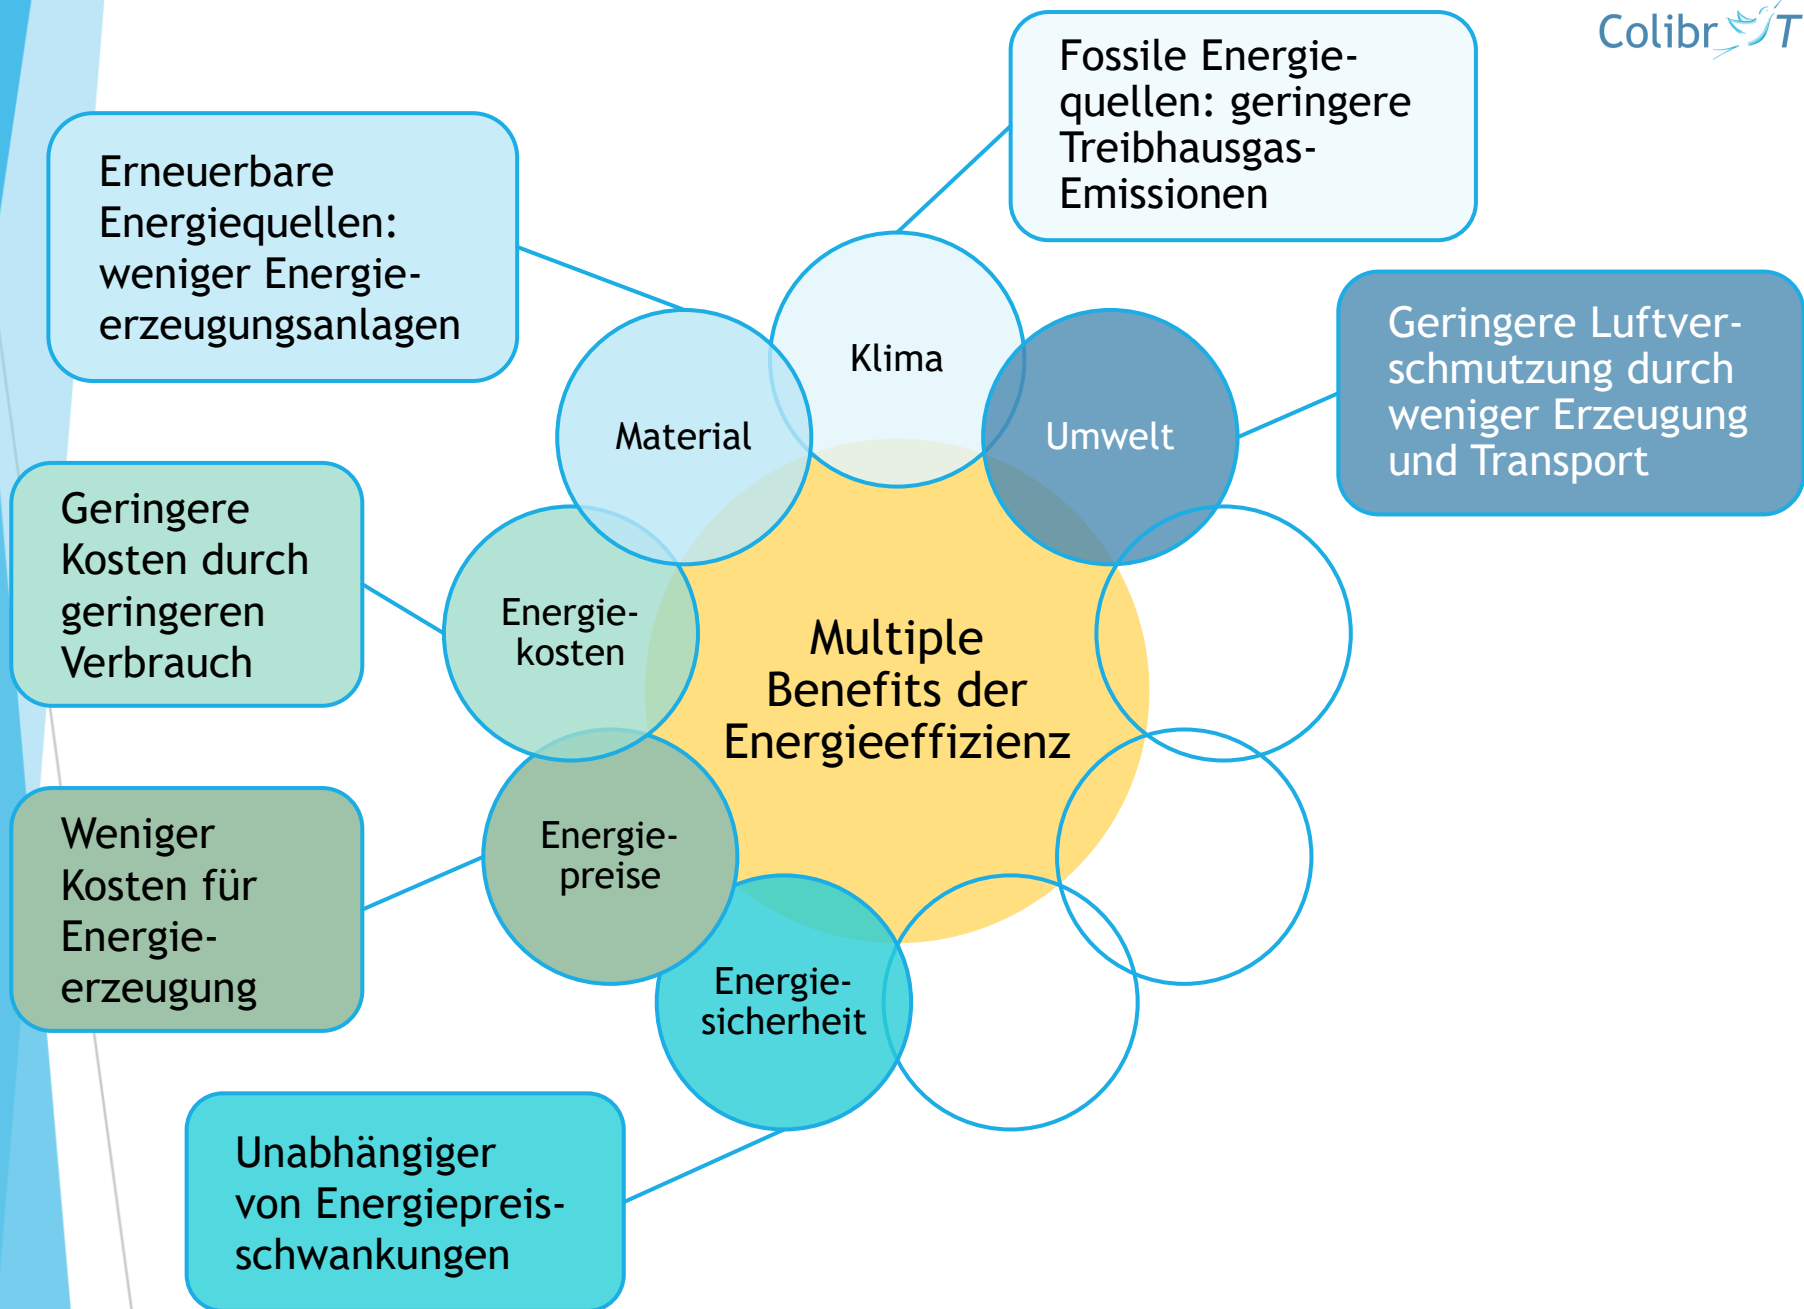 Colibr T
Fossile Energie-
quellen: geringere
Treibhausgas-
Emissionen
Erneuerbare
Energiequellen:
weniger Energie-
erzeugungsanlagen
Geringere Luftver-
schmutzung durch
weniger Erzeugung
und Transport
Klima
Material
Umwelt
Geringere
Kosten durch
geringeren
Verbrauch
Energie-
kosten
Multiple
Benefits der
Energieeffizienz
Weniger
Kosten für
Energie-
erzeugung
Energie-
preise
Energie-
sicherheit
Unabhängiger
von Energiepreis-
schwankungen